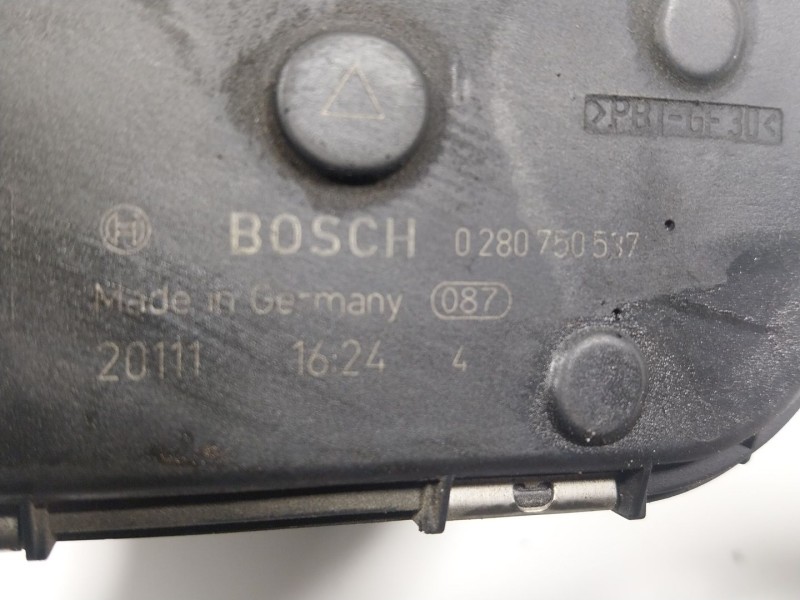 >PBT-GF30<
BOSCH 0 280 750 537
Made in Germany 087
20111 16:24 4